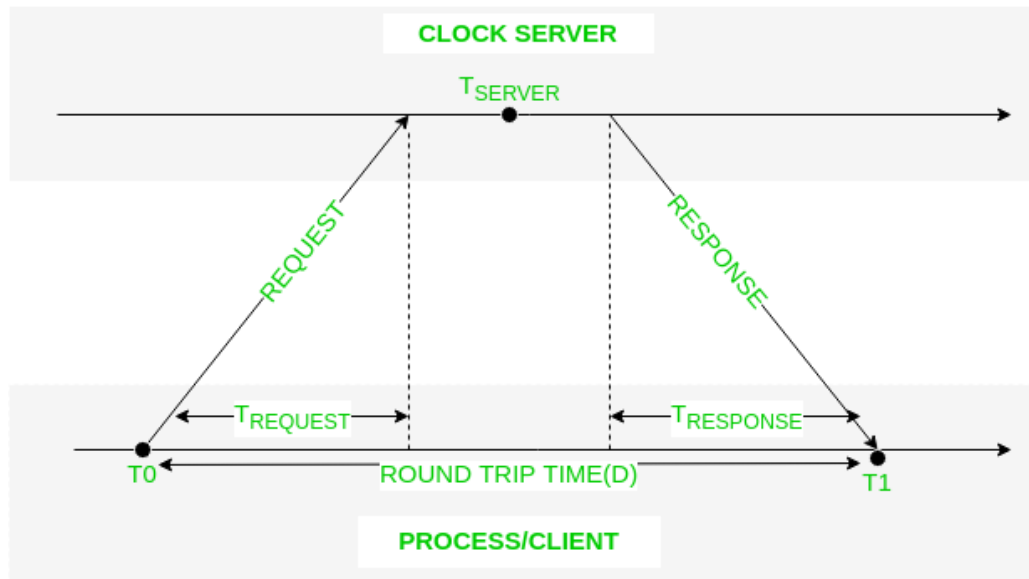 CLOCK SERVER
TSERVER
REQUEST
RESPONSE
TREQUEST
TRESPONSE
T0
ROUND TRIP TIME(D)
T1
PROCESS/CLIENT